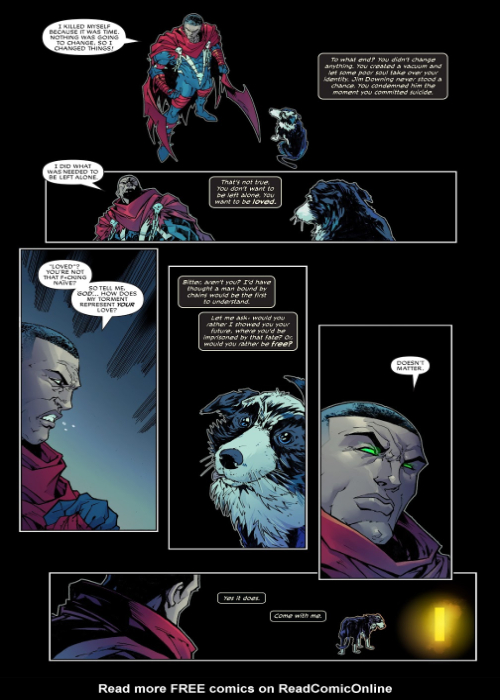 I KILLED MYSELF
BECAUSE IT WAS TIME.
NOTHING WAS GOING
TO CHANGE, SO I
CHANGED THINGS!
To what end? You didn't change
anything. You created a vacuum and
let some poor soul take over your
identity. Jim Downing never stood a
chance. You condemned him the
moment you committed suicide.
I DID WHAT
WAS NEEDED TO
BE LEFT ALONE.
That's not true.
You don't want to
be left alone. You
want to be loved.
"LOVED"?
YOU'RE NOT
THAT F*CKING
NAIVE?
SO TELL ME,
GOD... HOW DOES
MY TORMENT
REPRESENT YOUR
LOVE?
Bitter, aren't you? I'd have
thought a man bound by
chains would be the first
to understand.
Let me ask: would you
rather I showed you your
future, where you'd be
imprisoned by that fate? Or
would you rather be free?
DOESN'T
MATTER.
Yes it does.
Come with me.
Read more FREE comics on ReadComicOnline